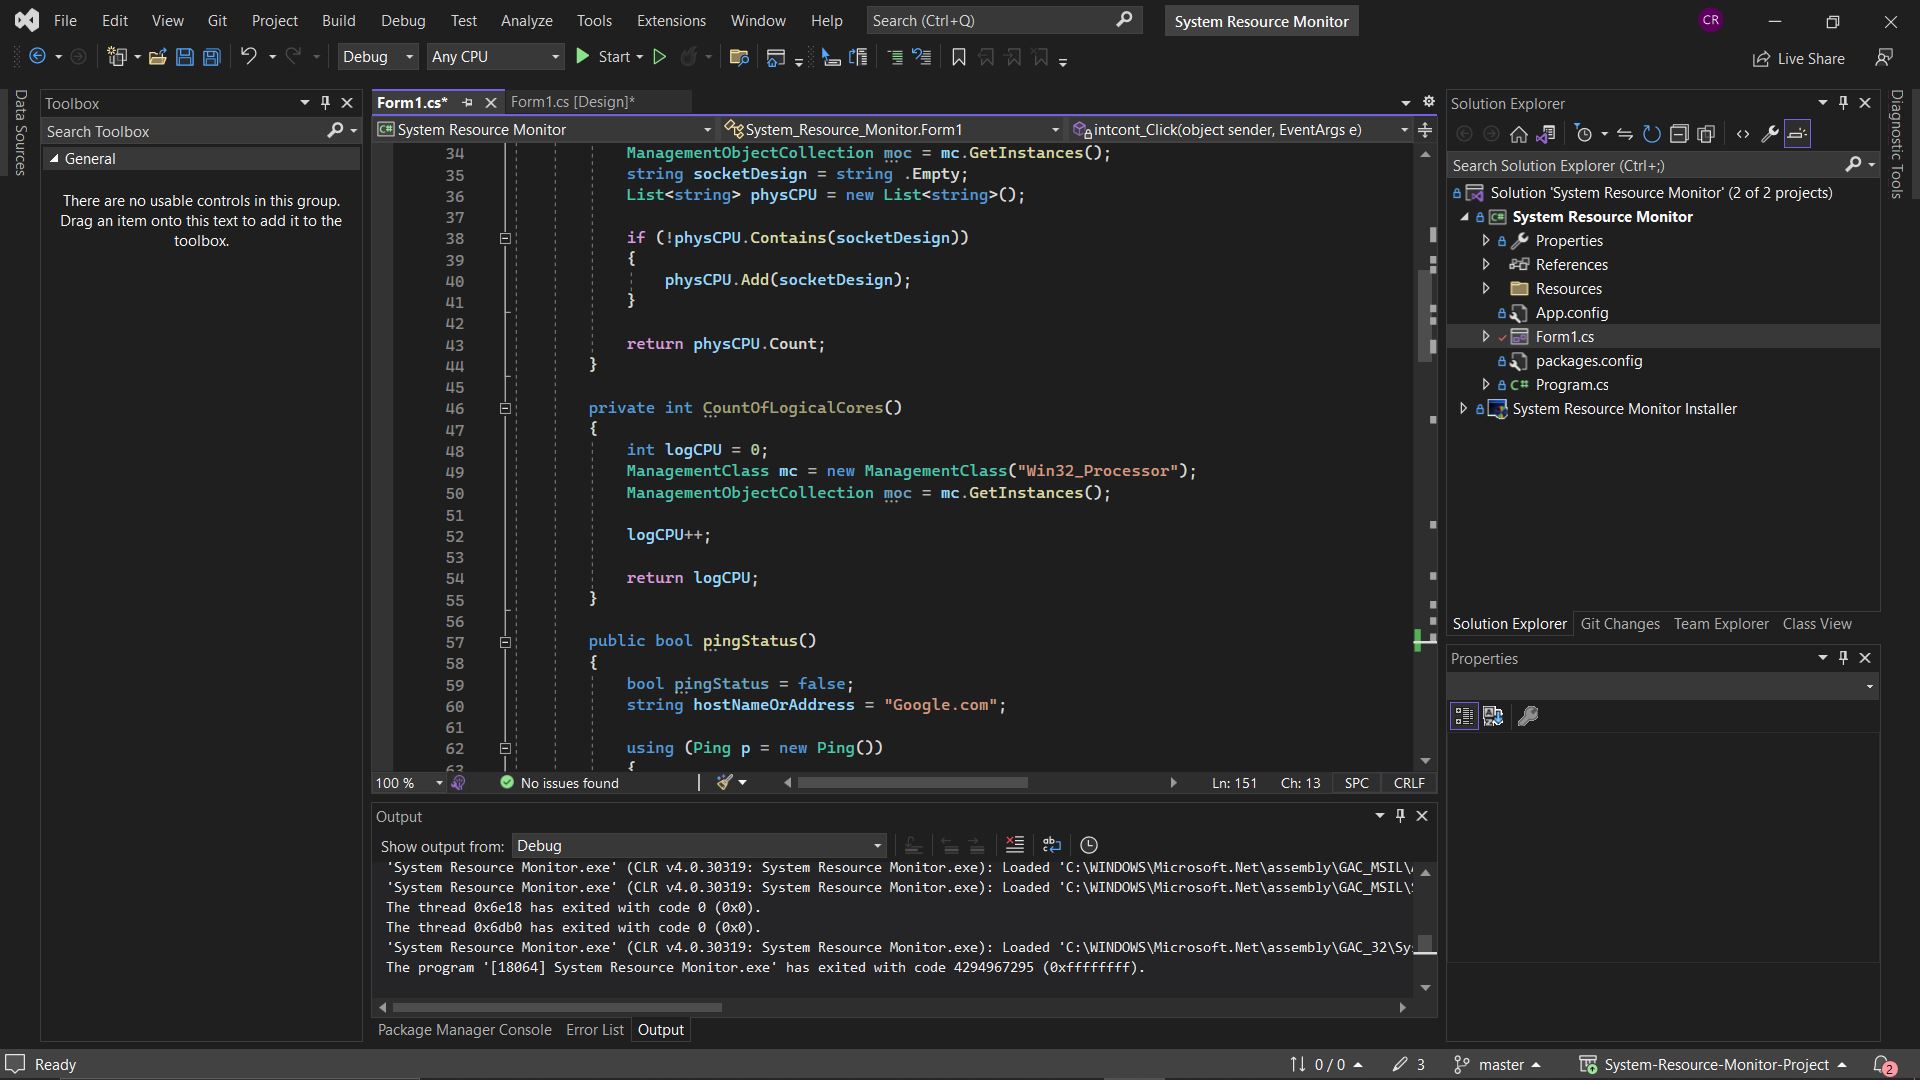 File Edit View Git Project Build Debug Test Analyze Tools Extensions Window Help Search (Ctrl+Q) System Resource Monitor CR
Debug Any CPU Start Live Share
Data Sources
Toolbox
Search Toolbox
General
There are no usable controls in this group.
Drag an item onto this text to add it to the
toolbox.
Form1.cs* Form1.cs [Design]*
C# System Resource Monitor System_Resource_Monitor.Form1 intcont_Click(object sender, EventArgs e)
34 ManagementObjectCollection moc = mc.GetInstances();
35 string socketDesign = string .Empty;
36 List<string> physCPU = new List<string>();
37
38 if (!physCPU.Contains(socketDesign))
39 {
40 physCPU.Add(socketDesign);
41 }
42
43 return physCPU.Count;
44 }
45
46 private int CountOfLogicalCores()
47 {
48 int logCPU = 0;
49 ManagementClass mc = new ManagementClass("Win32_Processor");
50 ManagementObjectCollection moc = mc.GetInstances();
51
52 logCPU++;
53
54 return logCPU;
55 }
56
57 public bool pingStatus()
58 {
59 bool pingStatus = false;
60 string hostNameOrAddress = "Google.com";
61
62 using (Ping p = new Ping())
63 {
100 % No issues found Ln: 151 Ch: 13 SPC CRLF
Output
Show output from: Debug
'System Resource Monitor.exe' (CLR v4.0.30319: System Resource Monitor.exe): Loaded 'C:\WINDOWS\Microsoft.Net\assembly\GAC_MSIL\
'System Resource Monitor.exe' (CLR v4.0.30319: System Resource Monitor.exe): Loaded 'C:\WINDOWS\Microsoft.Net\assembly\GAC_MSIL\
The thread 0x6e18 has exited with code 0 (0x0).
The thread 0x6db0 has exited with code 0 (0x0).
'System Resource Monitor.exe' (CLR v4.0.30319: System Resource Monitor.exe): Loaded 'C:\WINDOWS\Microsoft.Net\assembly\GAC_32\Sy
The program '[18064] System Resource Monitor.exe' has exited with code 4294967295 (0xffffffff).
Package Manager Console Error List Output
Solution Explorer
Search Solution Explorer (Ctrl+;)
Solution 'System Resource Monitor' (2 of 2 projects)
C# System Resource Monitor
Properties
References
Resources
App.config
Form1.cs
packages.config
C# Program.cs
System Resource Monitor Installer
Solution Explorer Git Changes Team Explorer Class View
Properties
Diagnostic Tools
Ready 0 / 0 3 master System-Resource-Monitor-Project 2